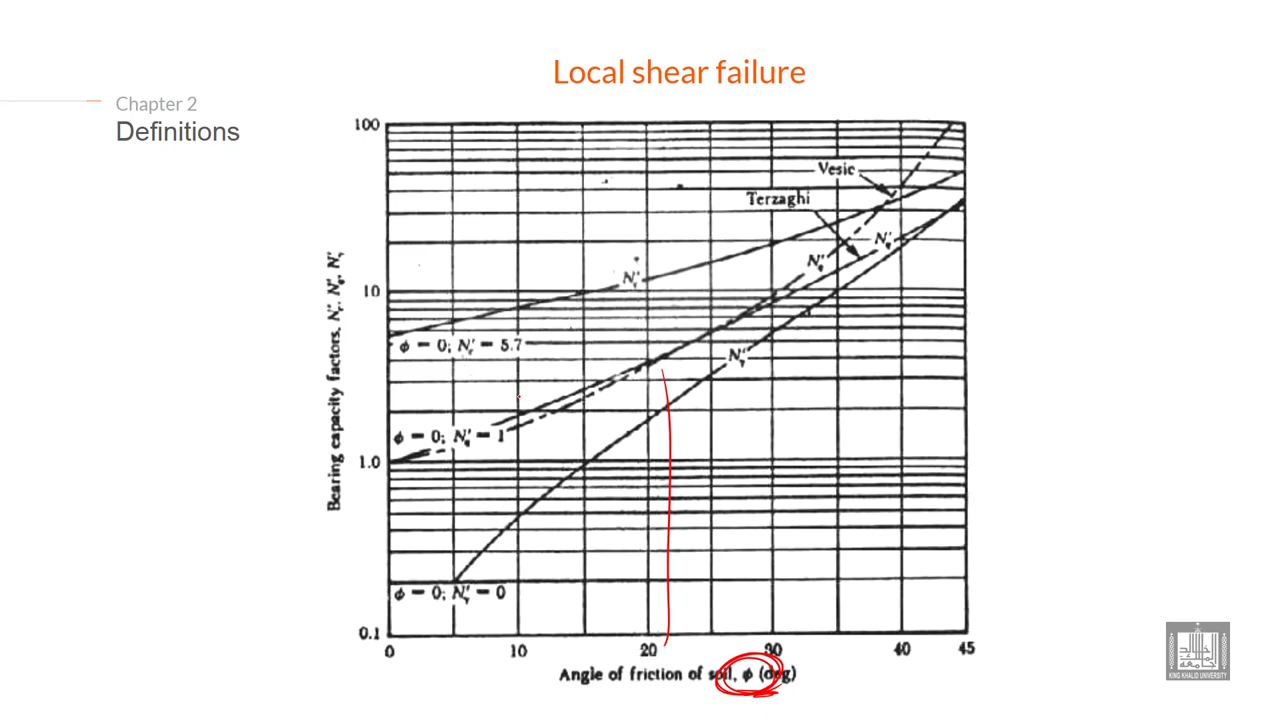 Local shear failure
Chapter 2
Definitions
100
10
1.0
0.1
Bearing capacity factors, N'c, N'q, N'γ
Vesic
Terzaghi
N'c
N'q
N'q
N'γ
ϕ = 0; N'c = 5.7
ϕ = 0; N'q = 1
ϕ = 0; N'γ = 0
0 10 20 30 40 45
Angle of friction of soil, ϕ (deg)
KING KHALID UNIVERSITY